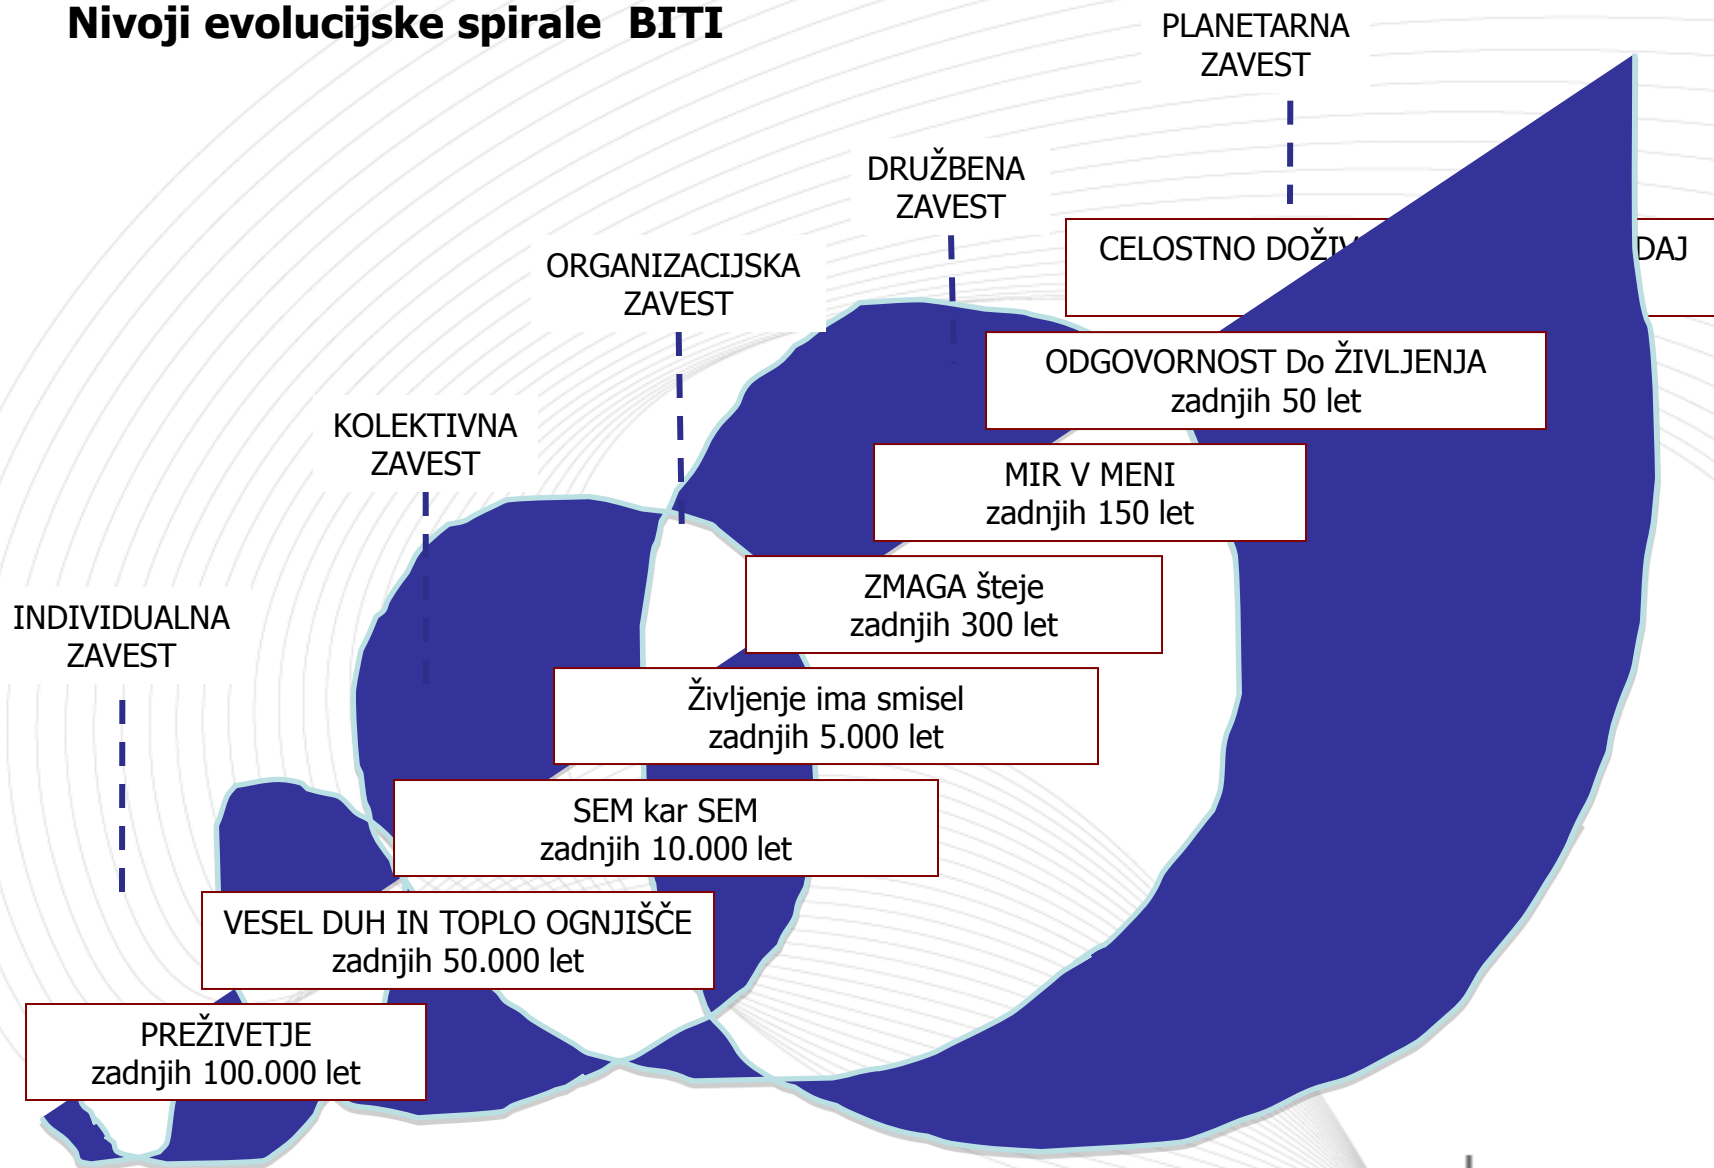 Nivoji evolucijske spirale BITI
PLANETARNA
ZAVEST
DRUŽBENA
ZAVEST
ORGANIZACIJSKA
ZAVEST
KOLEKTIVNA
ZAVEST
INDIVIDUALNA
ZAVEST
CELOSTNO
ODGOVORNOST Do ŽIVLJENJA
zadnjih 50 let
MIR V MENI
zadnjih 150 let
ZMAGA šteje
zadnjih 300 let
Življenje ima smisel
zadnjih 5.000 let
SEM kar SEM
zadnjih 10.000 let
VESEL DUH IN TOPLO OGNJIŠČE
zadnjih 50.000 let
PREŽIVETJE
zadnjih 100.000 let